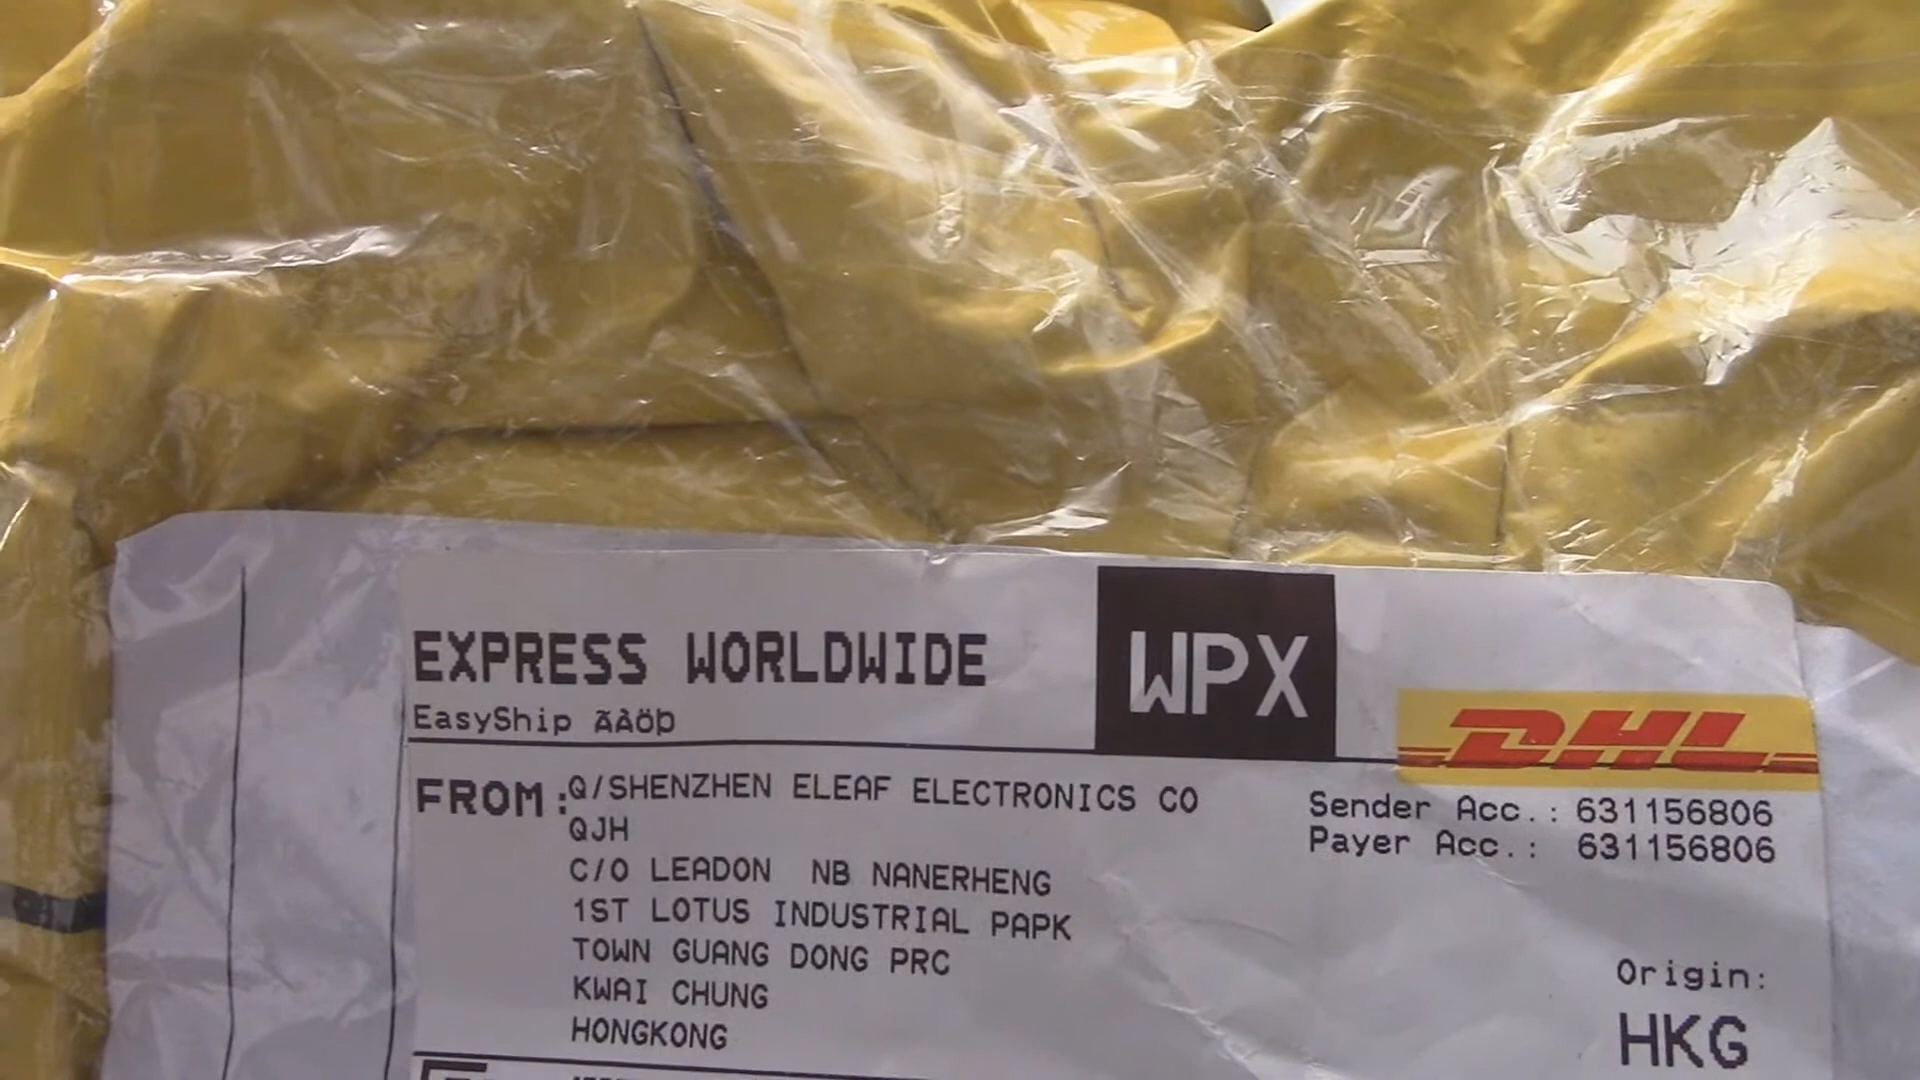 EXPRESS WORLDWIDE
WPX
EasyShip ãÀöþ
DHL
FROM:
Q/SHENZHEN ELEAF ELECTRONICS CO
QJH
C/O LEADON NB NANERHENG
1ST LOTUS INDUSTRIAL PAPK
TOWN GUANG DONG PRC
KWAI CHUNG
HONGKONG
Sender Acc.: 631156806
Payer Acc.: 631156806
Origin:
HKG